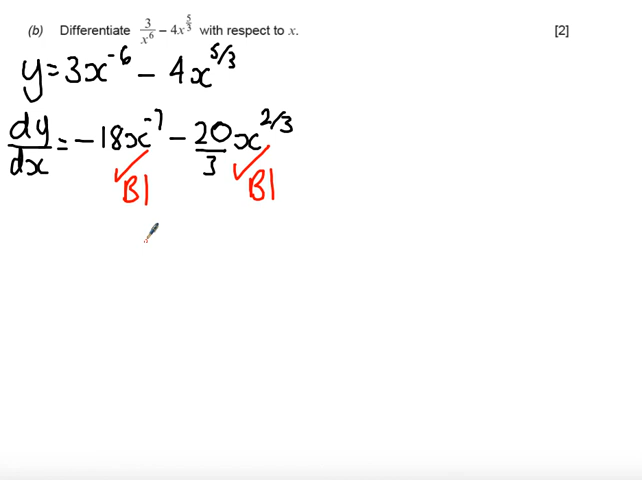 (b) Differentiate 3/x⁶ − 4x^(5/3) with respect to x. [2]
y = 3x⁻⁶ − 4x^(5/3)
dy/dx = −18x⁻⁷ − 20/3 x^(2/3)
✓B1 ✓B1